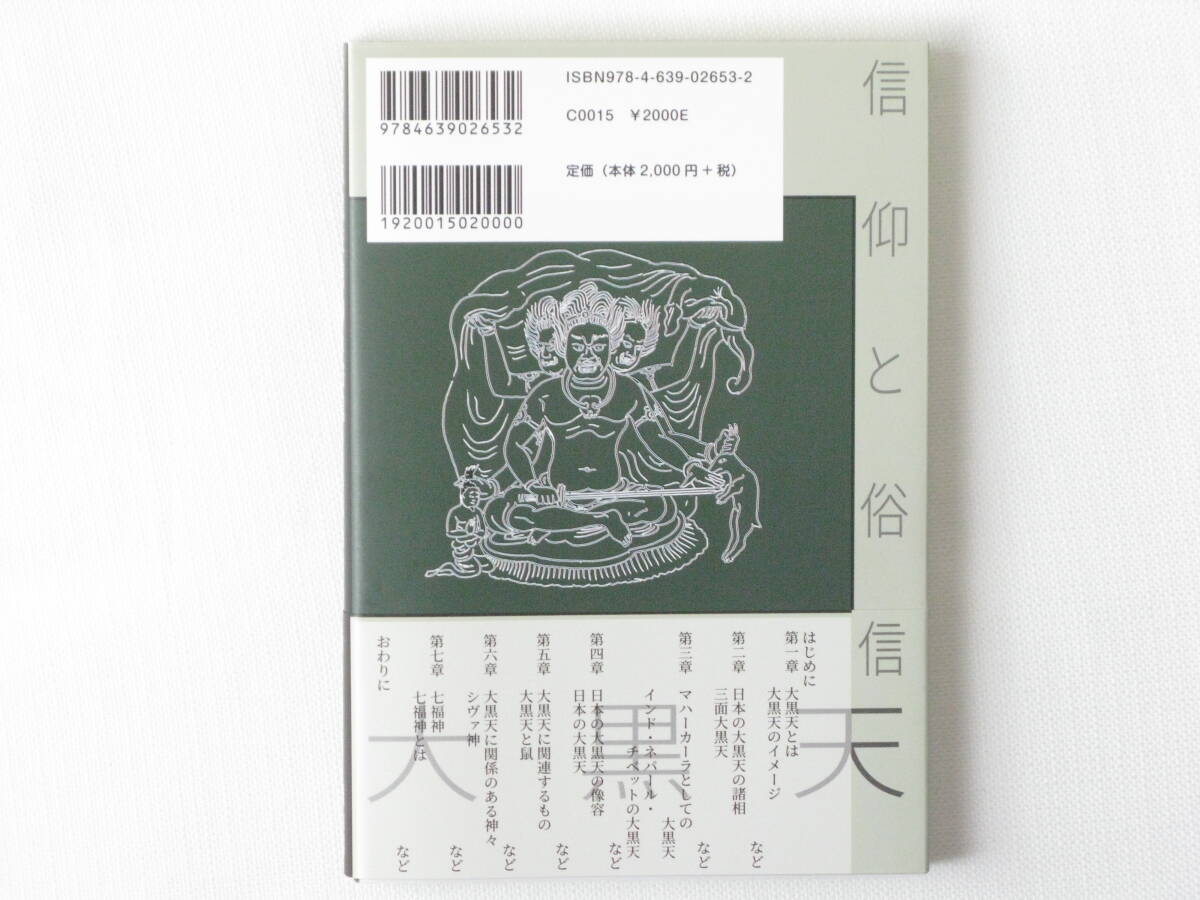 ISBN978-4-639-02653-2
C0015 ¥2000E
定価（本体2,000円＋税）
9784639026532
1920015020000
信仰と俗信
大黒天
はじめに
第一章 大黒天とは
大黒天のイメージ など
第二章 日本の大黒天の諸相
三面大黒天 など
第三章 マハーカーラとしての大黒天
インド・ネパール・チベットの大黒天 など
第四章 日本の大黒天の像容
日本の大黒天 など
第五章 大黒天に関連するもの
大黒天と鼠 など
第六章 大黒天に関係のある神々
シヴァ神 など
第七章 七福神
七福神とは など
おわりに